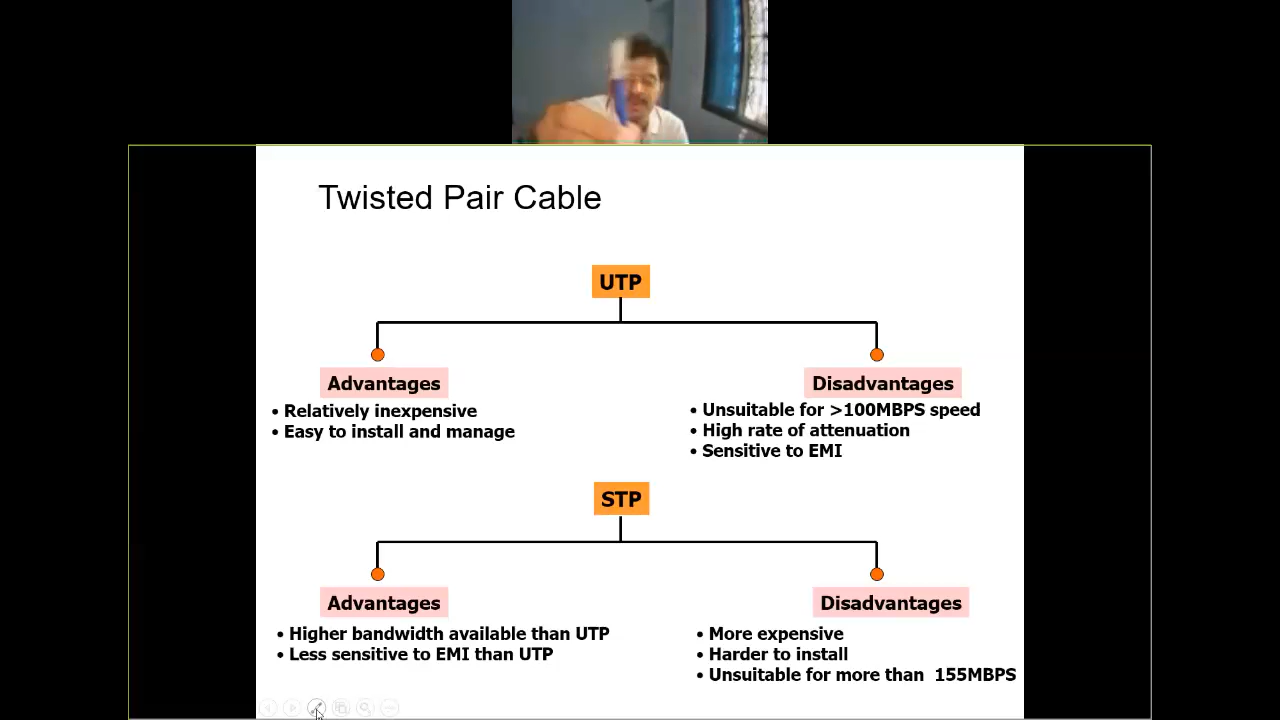 Twisted Pair Cable
UTP
Advantages
• Relatively inexpensive
• Easy to install and manage
Disadvantages
• Unsuitable for >100MBPS speed
• High rate of attenuation
• Sensitive to EMI
STP
Advantages
• Higher bandwidth available than UTP
• Less sensitive to EMI than UTP
Disadvantages
• More expensive
• Harder to install
• Unsuitable for more than 155MBPS